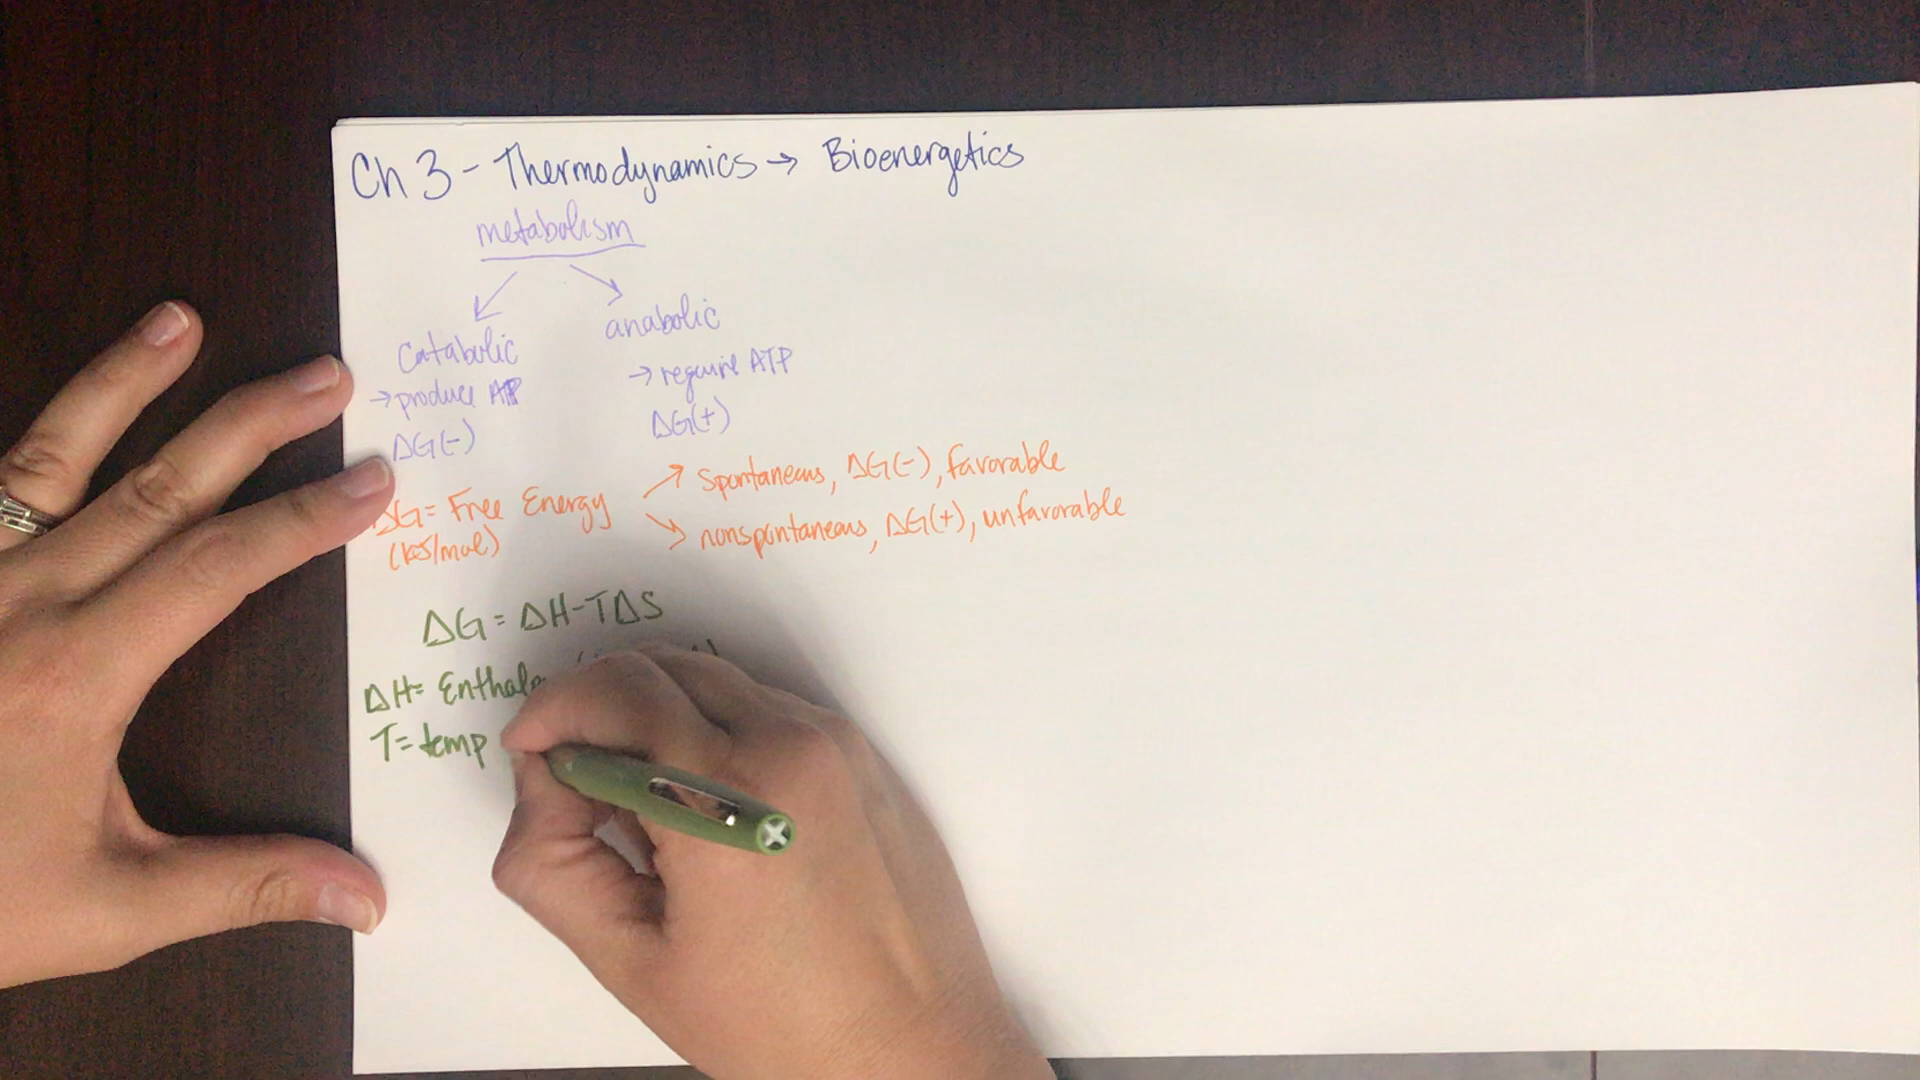 Ch 3 - Thermodynamics → Bioenergetics
metabolism
Catabolic
→ produce ATP
ΔG(-)
anabolic
→ require ATP
ΔG(+)
ΔG = Free Energy
(kJ/mol)
↗ Spontaneous, ΔG(-), favorable
↘ nonspontaneous, ΔG(+), unfavorable
ΔG = ΔH-TΔS
ΔH=
T= temp